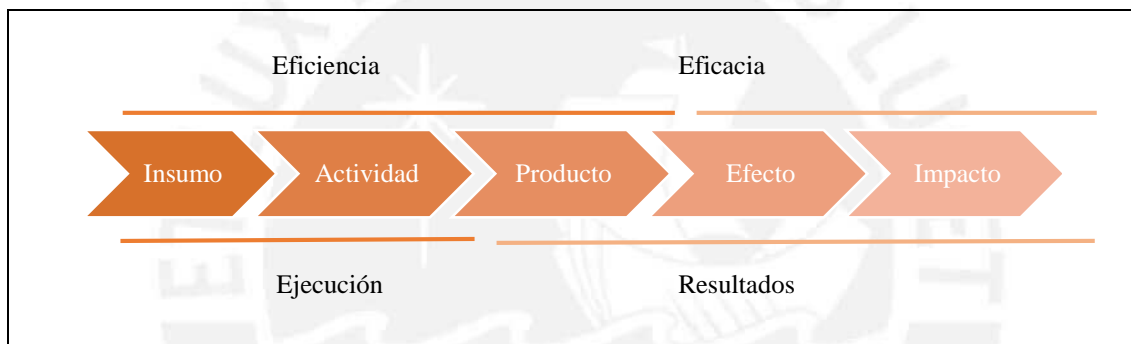 Eficiencia Eficacia
Insumo Actividad Producto Efecto Impacto
Ejecución Resultados